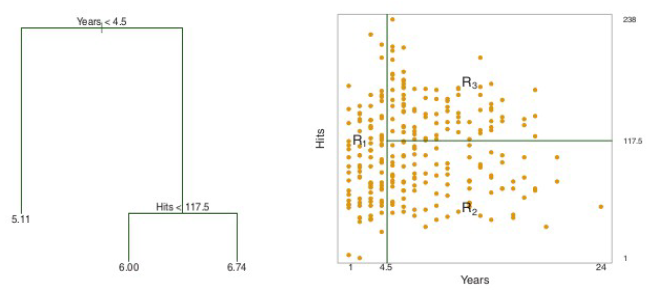 Years < 4.5
5.11
Hits < 117.5
6.00
6.74
Hits
R1
R3
R2
238
117.5
1
1
4.5
24
Years